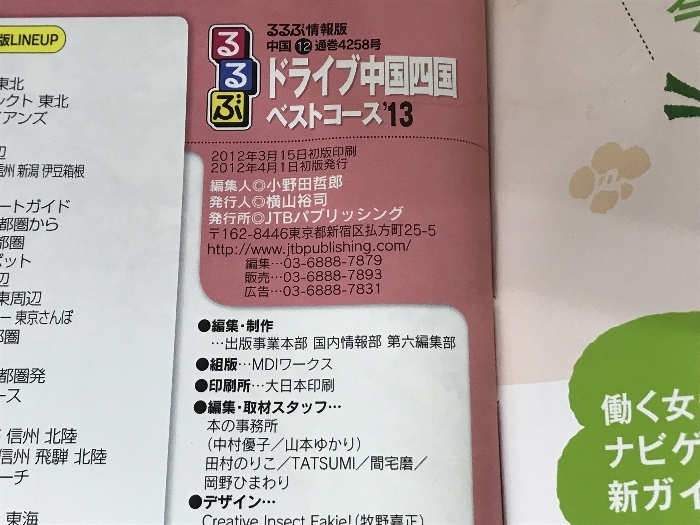 版LINEUP
東北
ンクト 東北
イアンズ
辺
信州 新潟 伊豆箱根
ートガイド
都圏から
都圏
ポット
辺
東周辺
ー 東京さんぽ
都圏
都圏発
ース
信州 北陸
信州 飛騨 北陸
ーチ
東海
るるぶ
るるぶ情報版
中国⑫通巻4258号
ドライブ中国四国
ベストコース'13
2012年3月15日初版印刷
2012年4月1日初版発行
編集人◎小野田哲郎
発行人◎横山裕司
発行所◎JTBパブリッシング
〒162-8446東京都新宿区払方町25-5
http://www.jtbpublishing.com/
編集…03-6888-7879
販売…03-6888-7893
広告…03-6888-7831
●編集・制作
…出版事業本部 国内情報部 第六編集部
●組版…MDIワークス
●印刷所…大日本印刷
●編集・取材スタッフ…
本の事務所
(中村優子／山本ゆかり)
田村のりこ／TATSUMI／間宅磨／
岡野ひまわり
●デザイン…
Creative Insect Fakie!(牧野嘉正)
働く女
ナビゲ
新ガイ